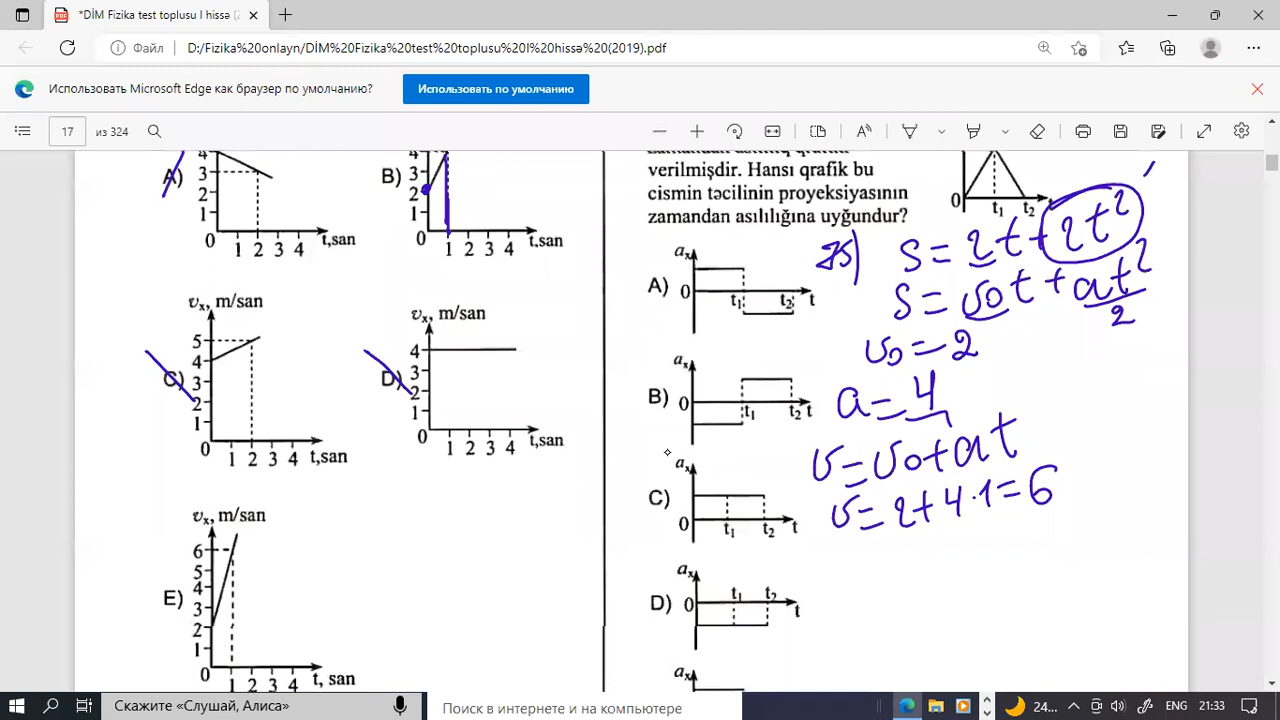 *DİM Fizika test toplusu I hissə (2
Файл
D:/Fizika%20onlayn/DİM%20Fizika%20test%20toplusu%20I%20hissə%20(2019).pdf
Использовать Microsoft Edge как браузер по умолчанию?
Использовать по умолчанию
17 из 324
A)
4
3
2
1
0
1 2 3 4 t,san
B)
4
3
2
1
0
1 2 3 4 t,san
υx, m/san
C)
5
4
3
2
1
0
1 2 3 4 t,san
υx, m/san
D)
4
3
2
1
0
1 2 3 4 t,san
υx, m/san
E)
6
5
4
3
2
1
0
1 2 3 4 t, san
verilmişdir. Hansı qrafik bu
cismin təcilinin proyeksiyasının
zamandan asılılığına uyğundur?
0 t1 t2
A) ax 0 t1 t2 t
B) ax 0 t1 t2 t
C) ax 0 t1 t2 t
D) ax 0 t1 t2 t
ax
S = 2t + 2t²
S = υ0t + at²/2
υ0 = 2
a = 4
υ = υ0 + at
υ = 2 + 4 · 1 = 6
Скажите «Слушай, Алиса»
Поиск в интернете и на компьютере
24...
РУС
21:33